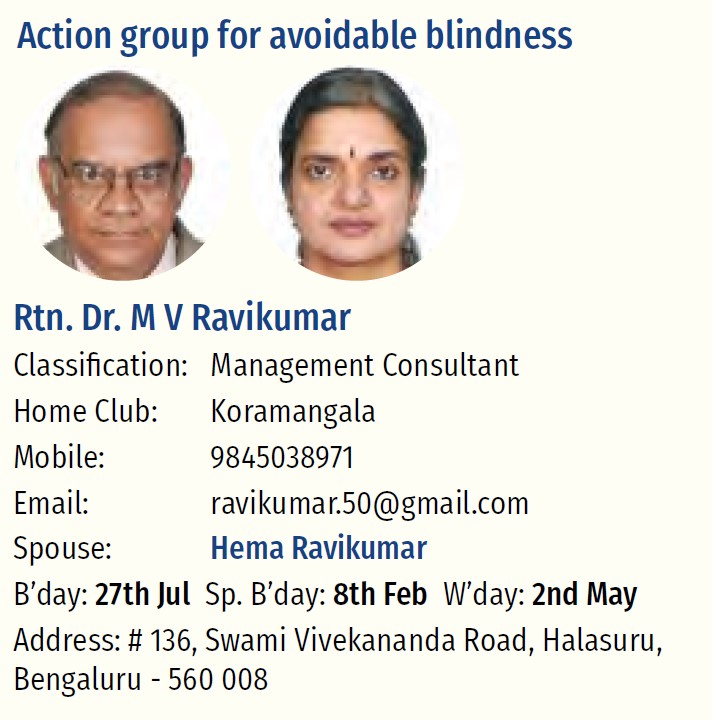 Action group for avoidable blindness
Rtn. Dr. M V Ravikumar
Classification: Management Consultant
Home Club: Koramangala
Mobile: 9845038971
Email: ravikumar.50@gmail.com
Spouse: Hema Ravikumar
B’day: 27th Jul Sp. B’day: 8th Feb W’day: 2nd May
Address: # 136, Swami Vivekananda Road, Halasuru,
Bengaluru - 560 008